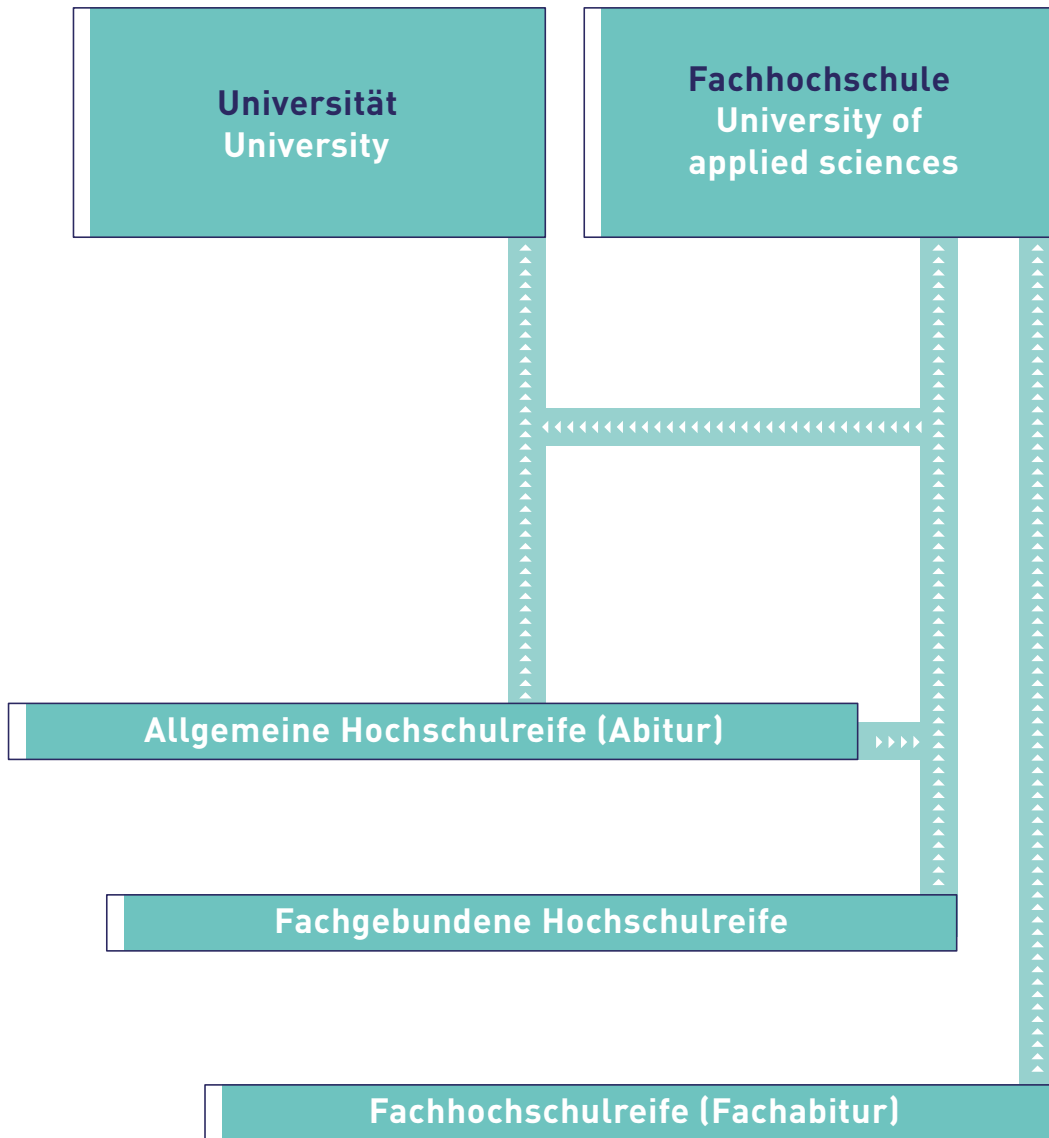 Universität
University
Fachhochschule
University of
applied sciences
Allgemeine Hochschulreife (Abitur)
Fachgebundene Hochschulreife
Fachhochschulreife (Fachabitur)